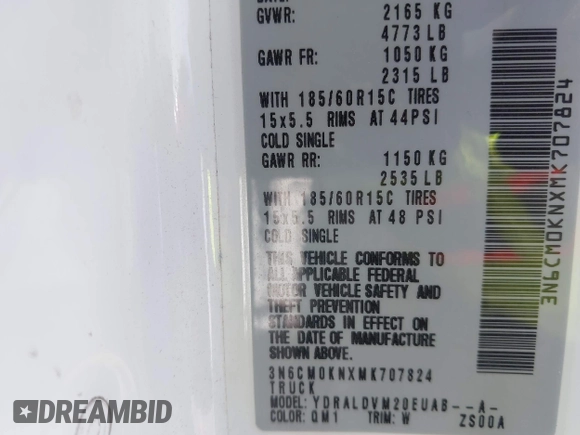 GVWR: 2165 KG
4773 LB
GAWR FR: 1050 KG
2315 LB
WITH 185/60R15C TIRES
15x5.5 RIMS AT 44PSI
COLD SINGLE
GAWR RR: 1150 KG
2535 LB
WITH 185/60R15C TIRES
15x5.5 RIMS AT 48 PSI
COLD SINGLE
THIS VEHICLE CONFORMS TO
ALL APPLICABLE FEDERAL
MOTOR VEHICLE SAFETY AND
THEFT PREVENTION
STANDARDS IN EFFECT ON
THE DATE OF MANUFACTURE
SHOWN ABOVE.
3N6CM0KNXMK707824
TRUCK
MODEL: YDRALDVM20EUAB--A-
COLOR: QM1 TRIM: W ZS00A
3N6CM0KNXMK707824
DREAMBID